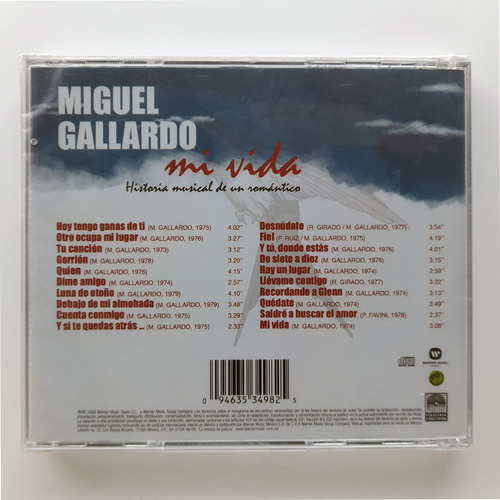 MIGUEL
GALLARDO
mi vida
Historia musical de un romántico
Hoy tengo ganas de ti (M. GALLARDO, 1975) 4.02"
Otro ocupa mi lugar (M. GALLARDO, 1976) 3:27"
Tu canción (M. GALLARDO, 1973) 3:12"
Gorrión (M. GALLARDO, 1978) 3:20"
Quien (M. GALLARDO, 1976) 4:15"
Dime amigo (M. GALLARDO, 1974) 2:57"
Luna de otoño (M. GALLARDO, 1979) 4:10"
Debajo de mi almohada (M. GALLARDO, 1979) 3:48"
Cuenta conmigo (M. GALLARDO, 1975) 3:29"
Y si te quedas atrás... (M. GALLARDO, 1975) 2:33"
Desnúdate (R. GIRADO / M. GALLARDO, 1977) 3:54"
Fiel (P. RUIZ / M. GALLARDO, 1975) 4.19"
Y tú, donde estás (M. GALLARDO, 1976) 4.01"
De siete a diez (M. GALLARDO, 1976) 3:15"
Hay un lugar (M. GALLARDO, 1974) 2:59"
Llévame contigo (R. GIRADO, 1977) 3:22"
Recordando a Glenn (M. GALLARDO, 1974) 3:13"
Quédate (M. GALLARDO, 1974) 3:49"
Saldré a buscar el amor (P. FAVINI, 1978) 2:37"
Mi vida (M. GALLARDO, 1974) 3:08"
0 94635 34982 5
WARNER MUSIC